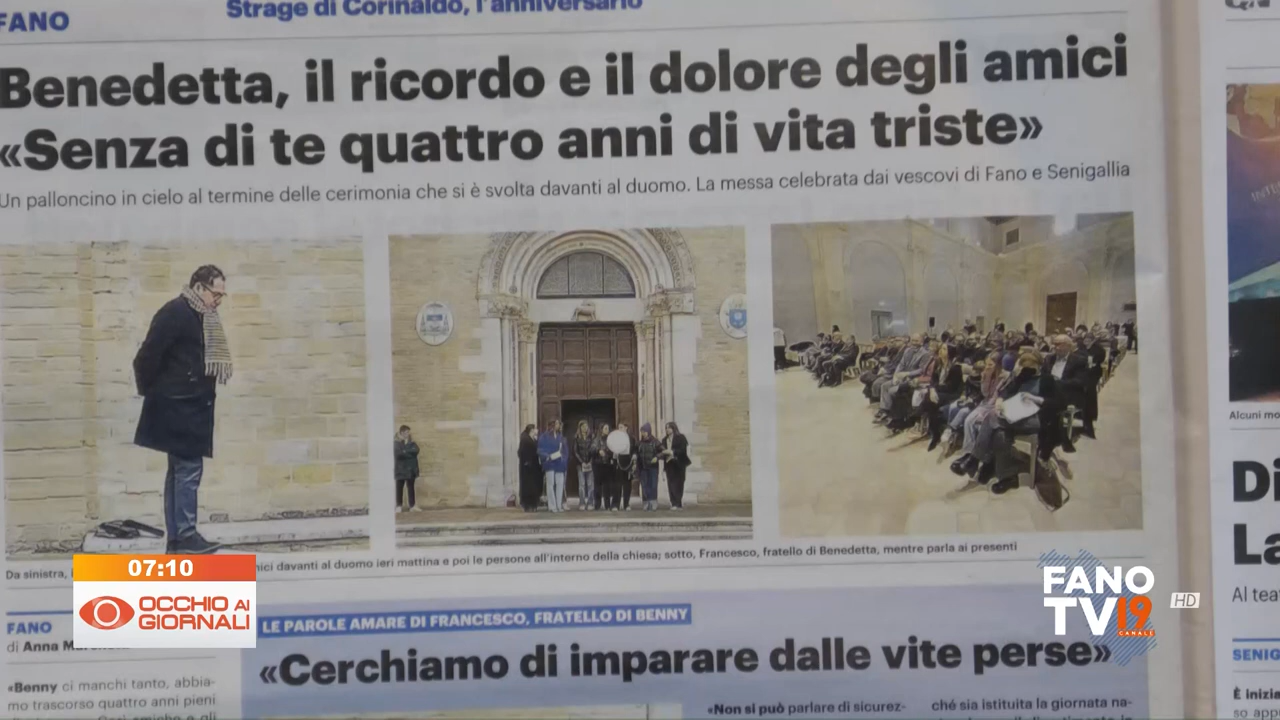 FANO
Strage di Corinaldo, l'anniversario
Benedetta, il ricordo e il dolore degli amici
«Senza di te quattro anni di vita triste»
Un palloncino in cielo al termine delle cerimonia che si è svolta davanti al duomo. La messa celebrata dai vescovi di Fano e Senigallia
Da sinistra,
davanti al duomo ieri mattina e poi le persone all'interno della chiesa; sotto, Francesco, fratello di Benedetta, mentre parla ai presenti
07:10
OCCHIO AI
GIORNALI
FANO
TV19
CANALE
HD
FANO
di Anna
«Benny ci manchi tanto, abbia-
mo trascorso quattro anni pieni
LE PAROLE AMARE DI FRANCESCO, FRATELLO DI BENNY
«Cerchiamo di imparare dalle vite perse»
«Non si può parlare di sicurez-
ché sia istituita la giornata na-
Alcuni mo
Di
La
Al tea
SENIG
È inizia
so app